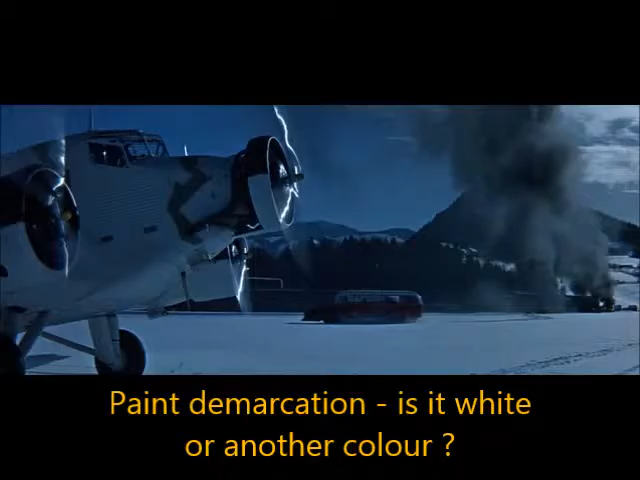 Paint demarcation - is it white
or another colour ?